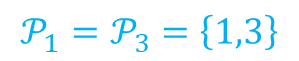 𝒫₁ = 𝒫₃ = {1,3}